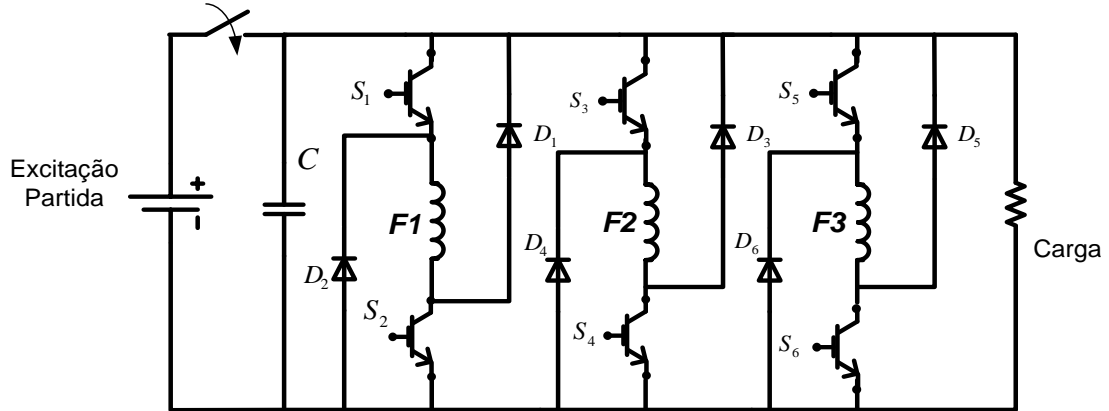 Excitação
Partida
+
C
S1
D1
F1
D2
S2
S3
D3
F2
D4
S4
S5
D5
F3
D6
S6
Carga